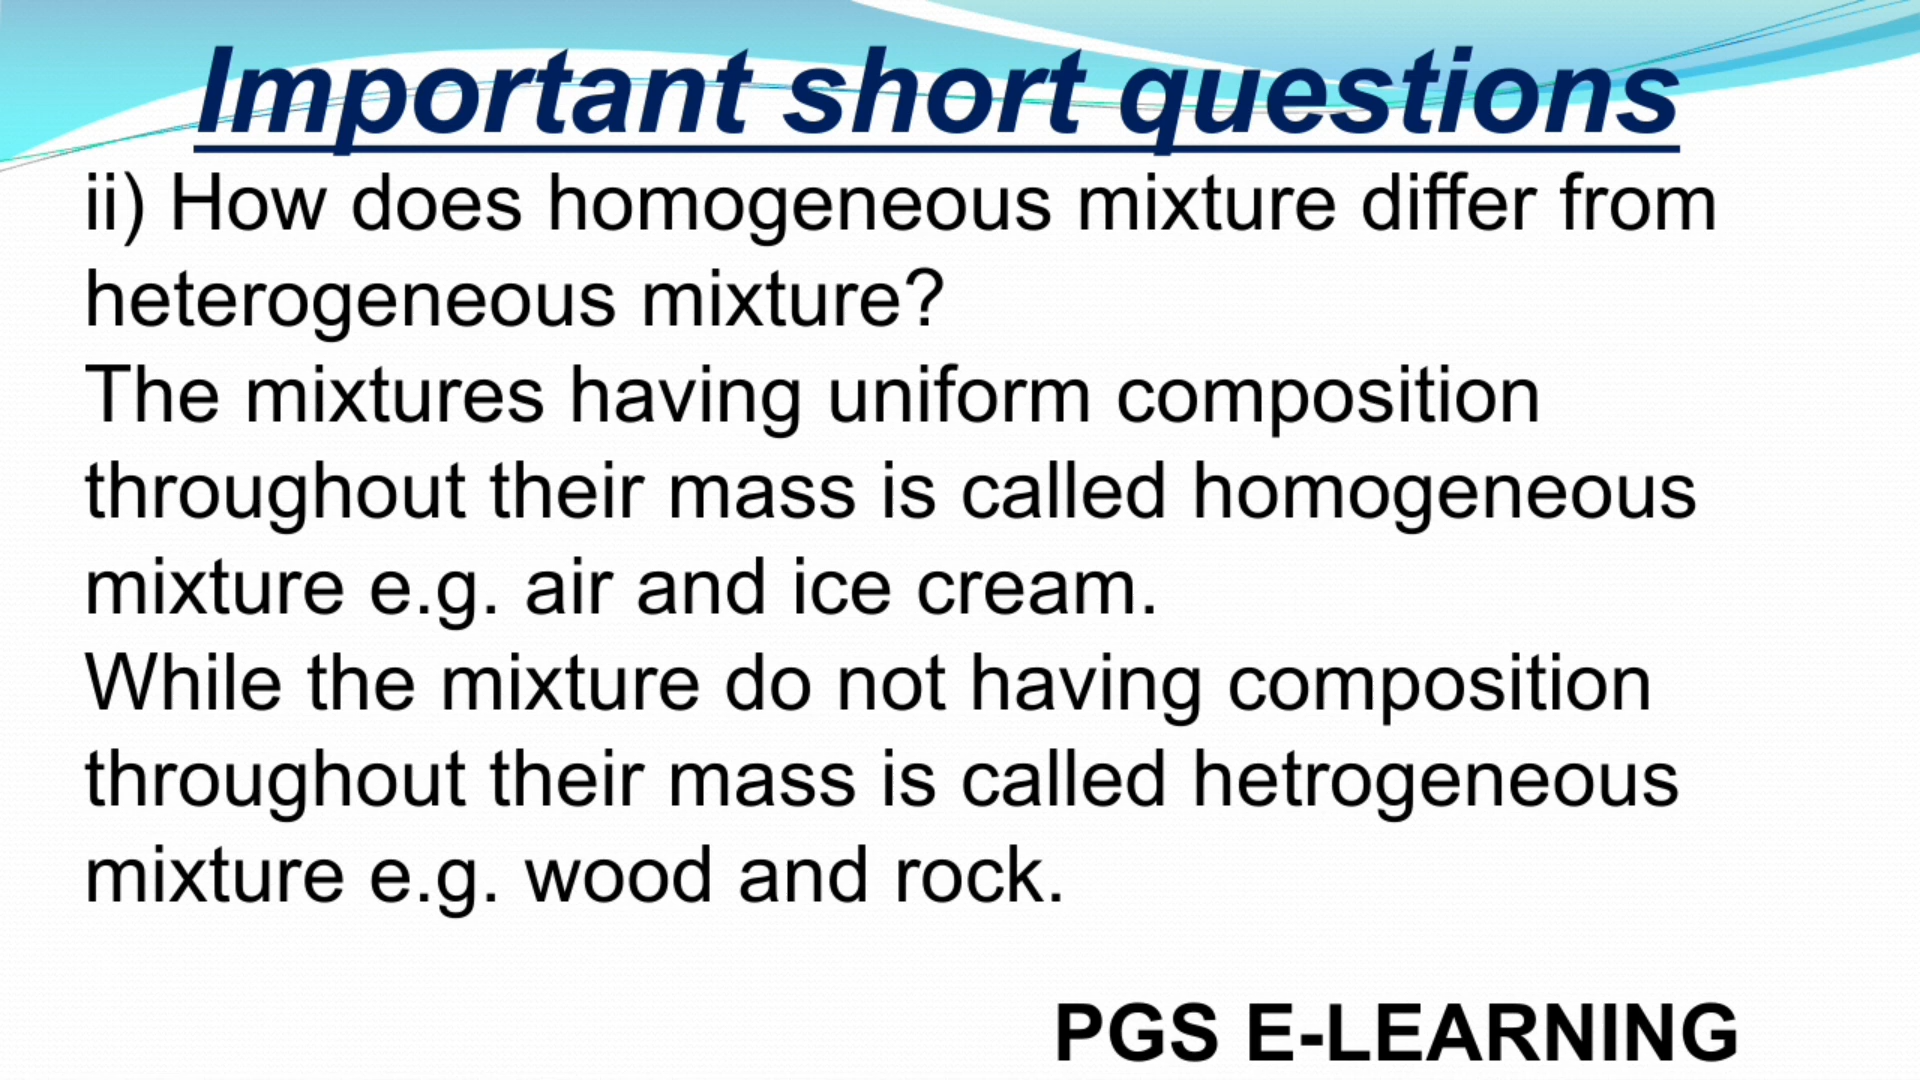 Important short questions
ii) How does homogeneous mixture differ from
heterogeneous mixture?
The mixtures having uniform composition
throughout their mass is called homogeneous
mixture e.g. air and ice cream.
While the mixture do not having composition
throughout their mass is called hetrogeneous
mixture e.g. wood and rock.
PGS E-LEARNING